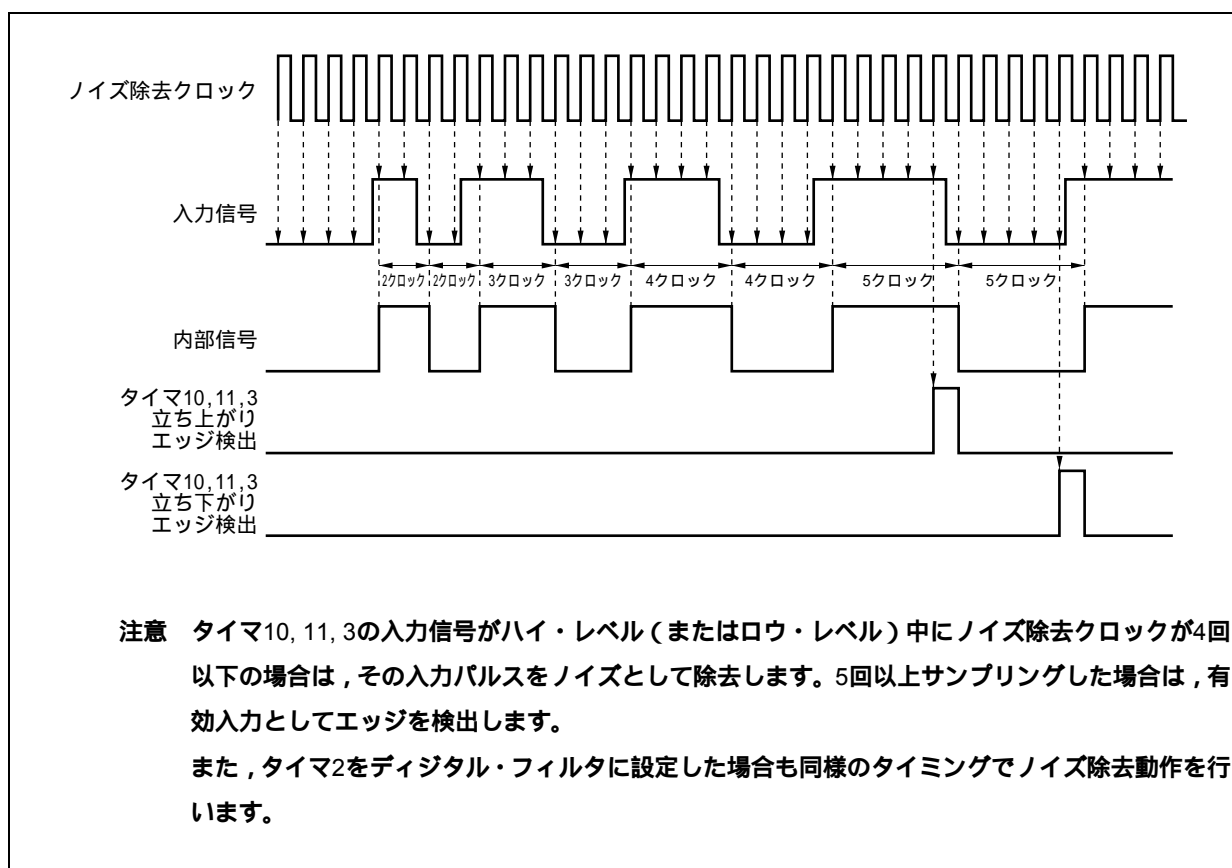 ノイズ除去クロック
入力信号
2クロック 2クロック 3クロック 3クロック 4クロック 4クロック 5クロック 5クロック
内部信号
タイマ10,11,3
立ち上がり
エッジ検出
タイマ10,11,3
立ち下がり
エッジ検出
注意 タイマ10, 11, 3の入力信号がハイ・レベル(またはロウ・レベル)中にノイズ除去クロックが4回
以下の場合は,その入力パルスをノイズとして除去します。5回以上サンプリングした場合は,有
効入力としてエッジを検出します。
また,タイマ2をディジタル・フィルタに設定した場合も同様のタイミングでノイズ除去動作を行
います。